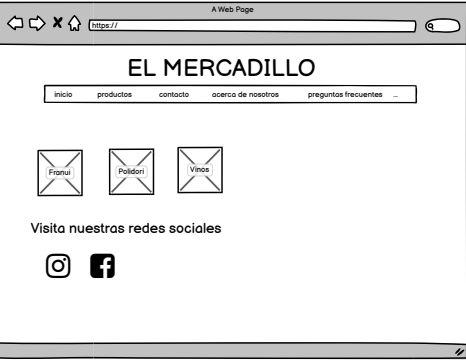 A Web Page
https://
EL MERCADILLO
inicio productos contacto acerca de nosotros preguntas frecuentes ...
Franui Polidori Vinos
Visita nuestras redes sociales